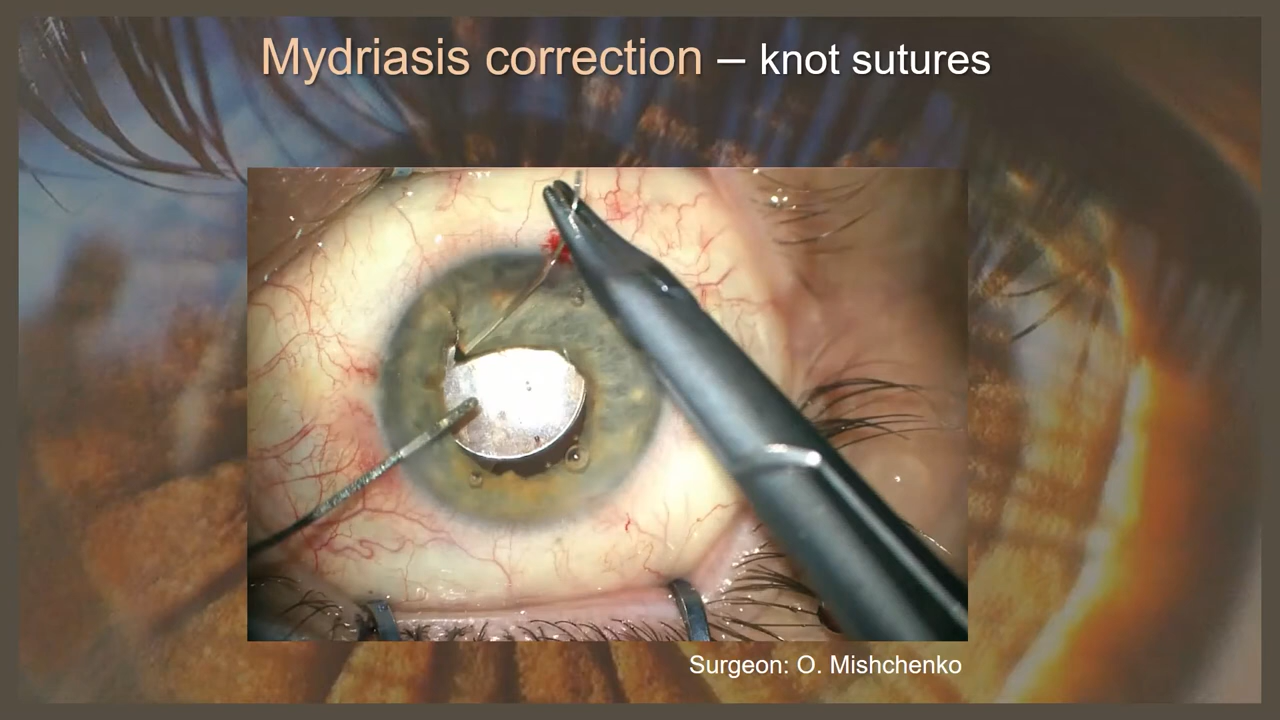 Mydriasis correction – knot sutures
Surgeon: O. Mishchenko